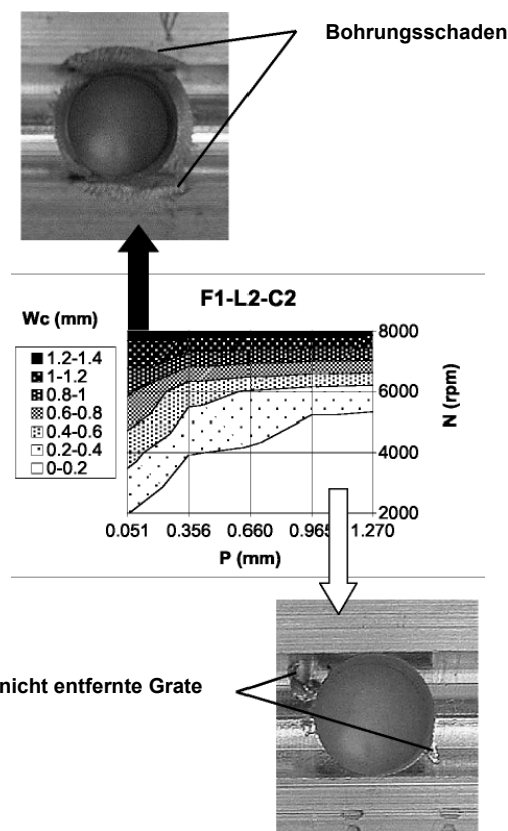 Bohrungsschaden
F1-L2-C2
Wc (mm)
1.2-1.4
1-1.2
0.8-1
0.6-0.8
0.4-0.6
0.2-0.4
0-0.2
8000
6000
4000
2000
N (rpm)
0.051 0.356 0.660 0.965 1.270
P (mm)
nicht entfernte Grate